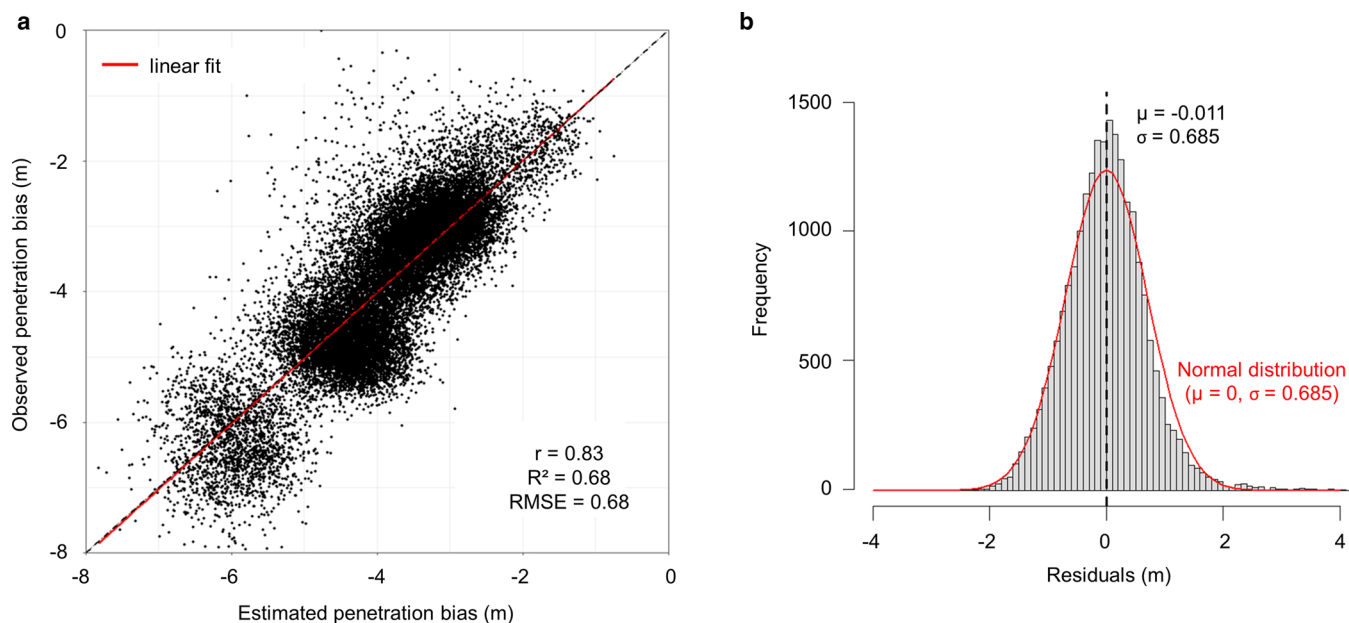 a
0
-2
-4
-6
-8
Observed penetration bias (m)
linear fit
r = 0.83
R² = 0.68
RMSE = 0.68
-8
-6
-4
-2
0
Estimated penetration bias (m)
b
1500
1000
500
0
Frequency
μ = -0.011
σ = 0.685
Normal distribution
(μ = 0, σ = 0.685)
-4
-2
0
2
4
Residuals (m)